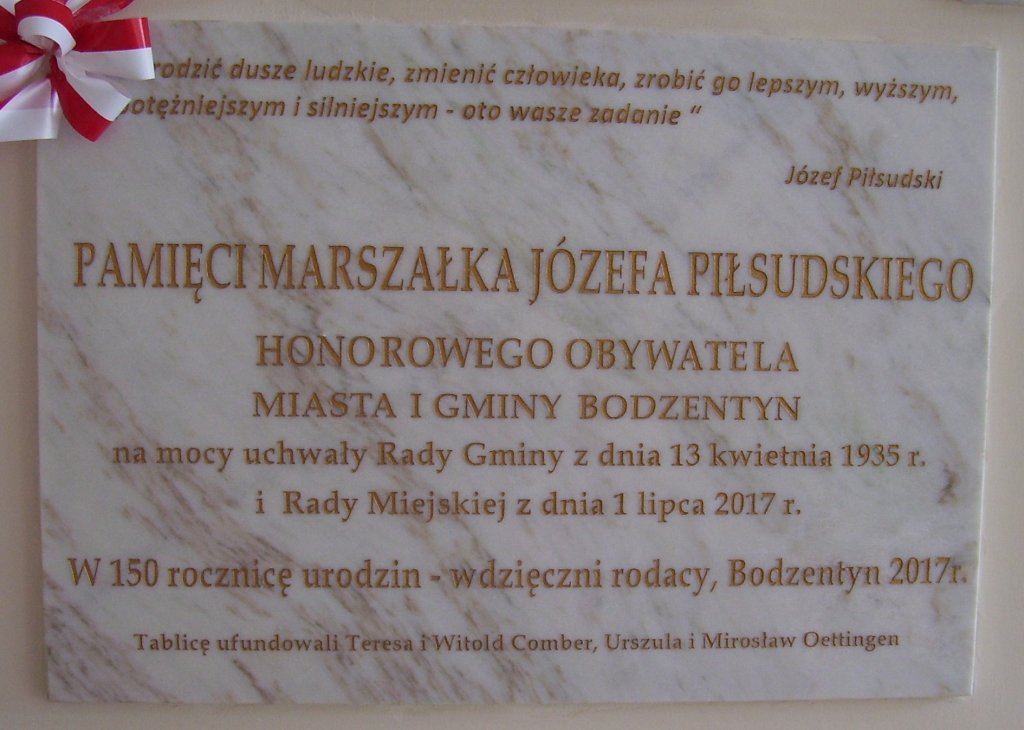 dusze ludzkie, zmienić człowieka, zrobić go lepszym, wyższym,
i silniejszym - oto wasze zadanie “
Józef Piłsudski
PAMIĘCI MARSZAŁKA JÓZEFA PIŁSUDSKIEGO
HONOROWEGO OBYWATELA
MIASTA I GMINY BODZENTYN
na mocy uchwały Rady Gminy z dnia 13 kwietnia 1935 r.
i Rady Miejskiej z dnia 1 lipca 2017 r.
W 150 rocznicę urodzin - wdzięczni rodacy, Bodzentyn 2017r.
Tablicę ufundowali Teresa i Witold Comber, Urszula i Mirosław Oettingen